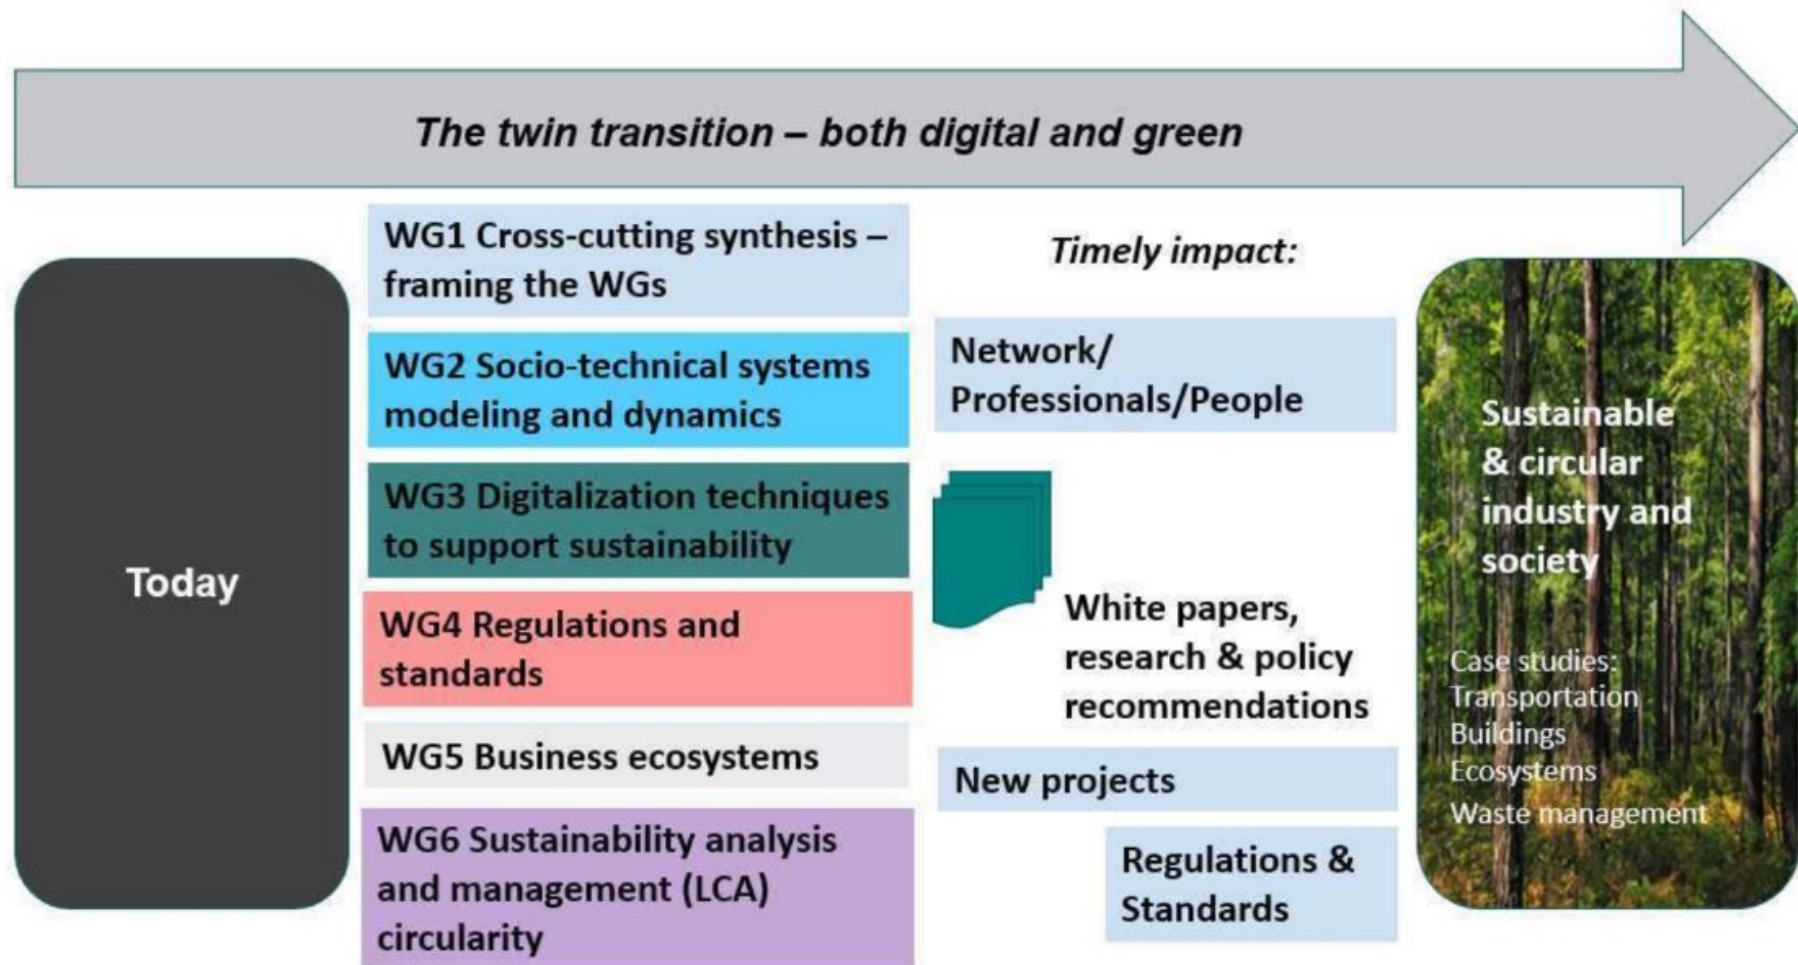 The twin transition – both digital and green
Today
WG1 Cross-cutting synthesis –
framing the WGs
WG2 Socio-technical systems
modeling and dynamics
WG3 Digitalization techniques
to support sustainability
WG4 Regulations and
standards
WG5 Business ecosystems
WG6 Sustainability analysis
and management (LCA)
circularity
Timely impact:
Network/
Professionals/People
White papers,
research & policy
recommendations
New projects
Regulations &
Standards
Sustainable
& circular
industry and
society
Case studies:
Transportation
Buildings
Ecosystems
Waste management